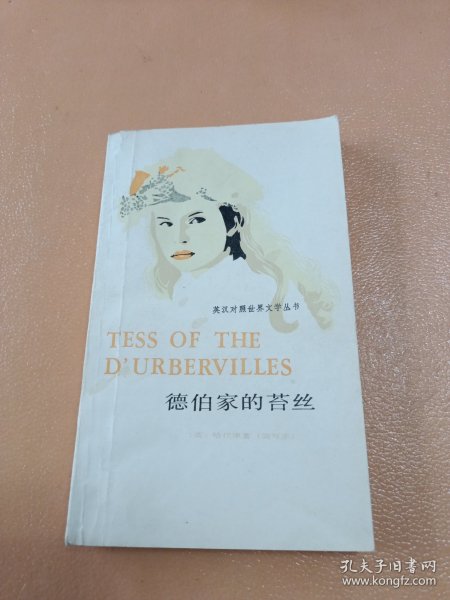 英汉对照世界文学丛书
TESS OF THE
D'URBERVILLES
德伯家的苔丝
孔夫子旧书网
www.kongfz.com